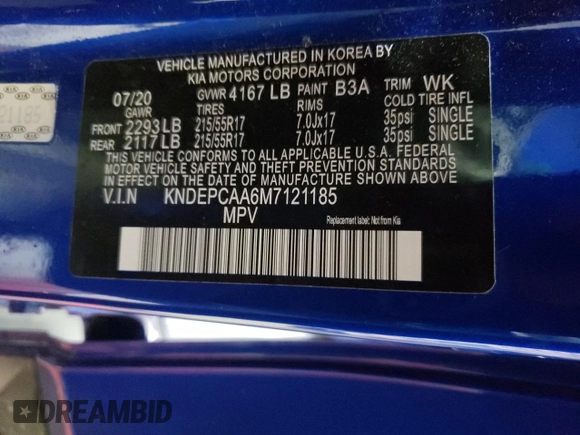 VEHICLE MANUFACTURED IN KOREA BY
KIA MOTORS CORPORATION
07/20 GVWR 4167 LB PAINT B3A TRIM WK
GAWR TIRES RIMS COLD TIRE INFL
FRONT 2293 LB 215/55R17 7.0Jx17 35psi SINGLE
REAR 2117 LB 215/55R17 7.0Jx17 35psi SINGLE
THIS VEHICLE CONFORMS TO ALL APPLICABLE U.S.A. FEDERAL
MOTOR VEHICLE SAFETY AND THEFT PREVENTION STANDARDS
IN EFFECT ON THE DATE OF MANUFACTURE SHOWN ABOVE.
V.I.N KNDEPCAA6M7121185
MPV Replacement label: Not from Kia
DREAMBID